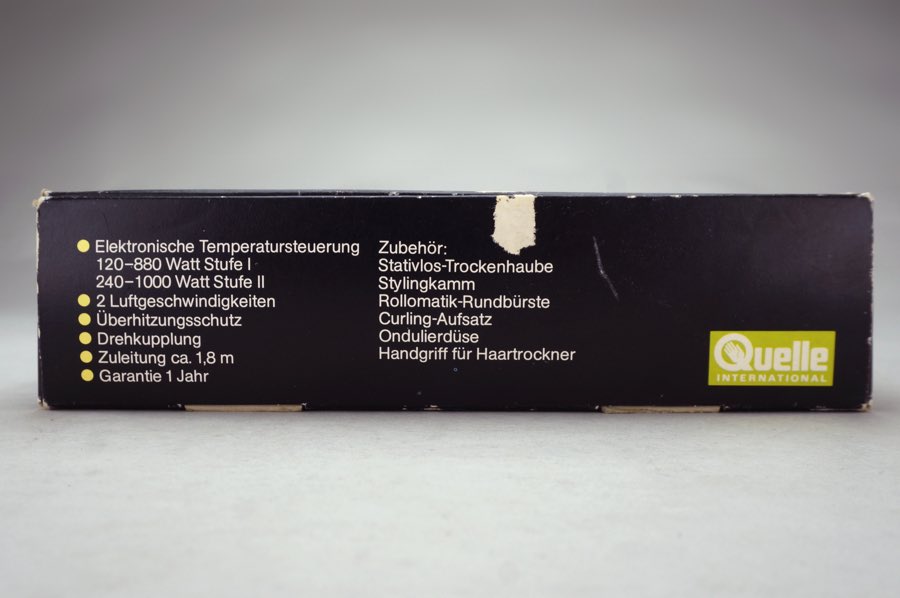 Elektronische Temperatursteuerung
120–880 Watt Stufe I
240–1000 Watt Stufe II
2 Luftgeschwindigkeiten
Überhitzungsschutz
Drehkupplung
Zuleitung ca. 1,8 m
Garantie 1 Jahr
Zubehör:
Stativlos-Trockenhaube
Stylingkamm
Rollomatik-Rundbürste
Curling-Aufsatz
Ondulierdüse
Handgriff für Haartrockner
Quelle
INTERNATIONAL